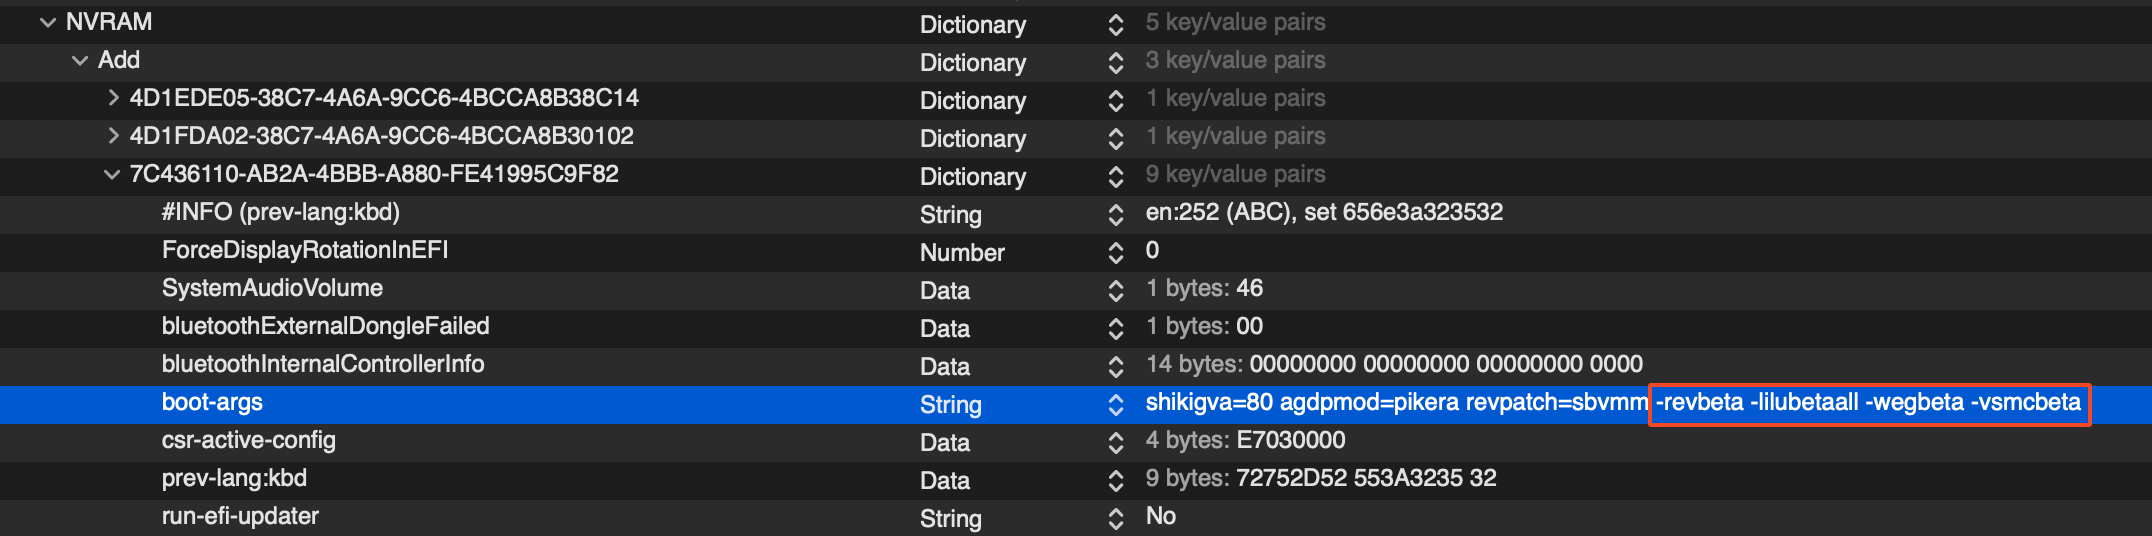 NVRAM Dictionary 5 key/value pairs
Add Dictionary 3 key/value pairs
4D1EDE05-38C7-4A6A-9CC6-4BCCA8B38C14 Dictionary 1 key/value pairs
4D1FDA02-38C7-4A6A-9CC6-4BCCA8B30102 Dictionary 1 key/value pairs
7C436110-AB2A-4BBB-A880-FE41995C9F82 Dictionary 9 key/value pairs
#INFO (prev-lang:kbd) String en:252 (ABC), set 656e3a323532
ForceDisplayRotationInEFI Number 0
SystemAudioVolume Data 1 bytes: 46
bluetoothExternalDongleFailed Data 1 bytes: 00
bluetoothInternalControllerInfo Data 14 bytes: 00000000 00000000 00000000 0000
boot-args String shikigva=80 agdpmod=pikera revpatch=sbvmm -revbeta -lilubetaall -wegbeta -vsmcbeta
csr-active-config Data 4 bytes: E7030000
prev-lang:kbd Data 9 bytes: 72752D52 553A3235 32
run-efi-updater String No